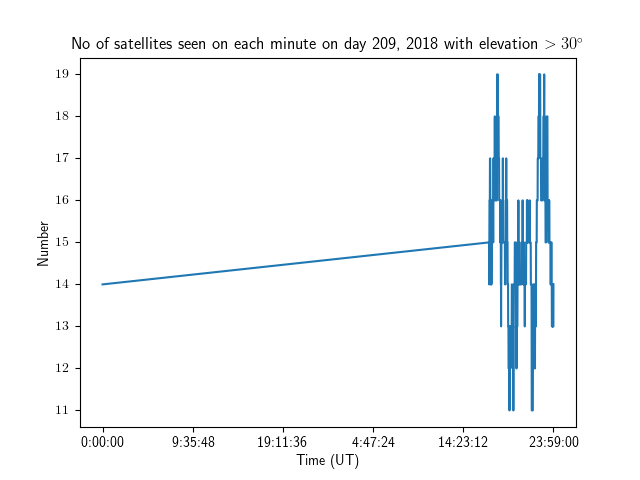 No of satellites seen on each minute on day 209, 2018 with elevation > 30°
19
18
17
16
15
14
13
12
11
Number
0:00:00 9:35:48 19:11:36 4:47:24 14:23:12 23:59:00
Time (UT)